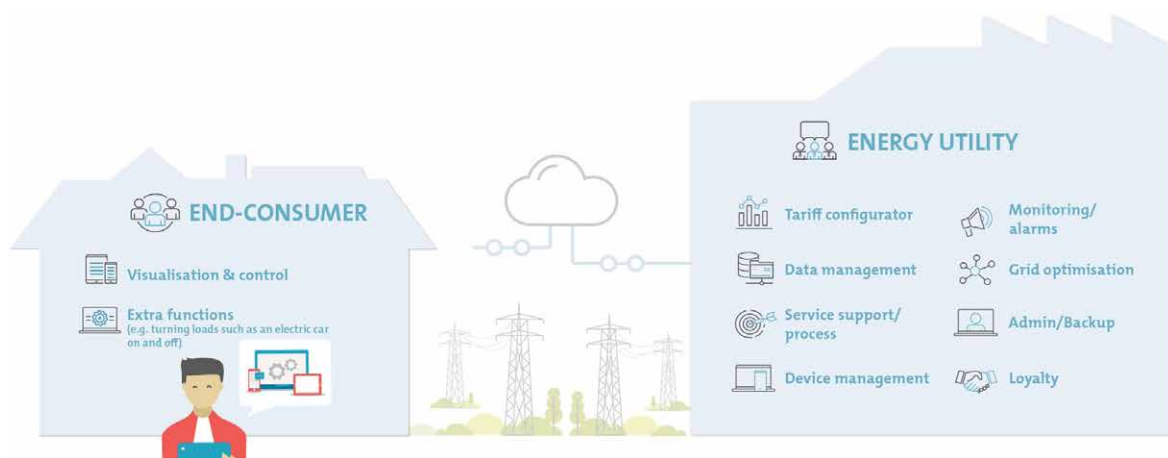 END-CONSUMER
Visualisation & control
Extra functions
(e.g. turning loads such as an electric car
on and off)
ENERGY UTILITY
Tariff configurator
Data management
Service support/
process
Device management
Monitoring/
alarms
Grid optimisation
Admin/Backup
Loyalty